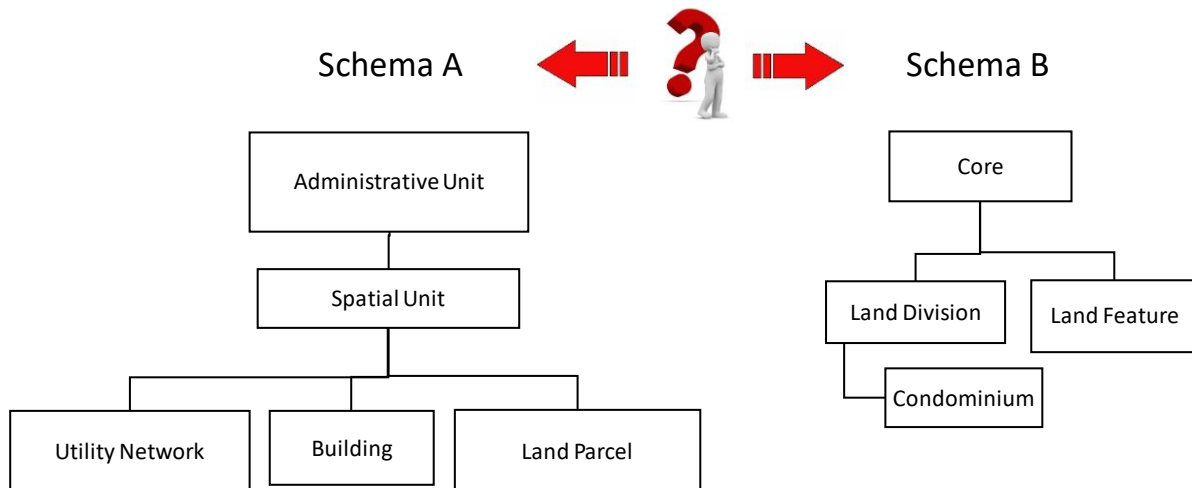 Schema A
Schema B
Administrative Unit
Core
Spatial Unit
Land Division
Land Feature
Condominium
Utility Network
Building
Land Parcel